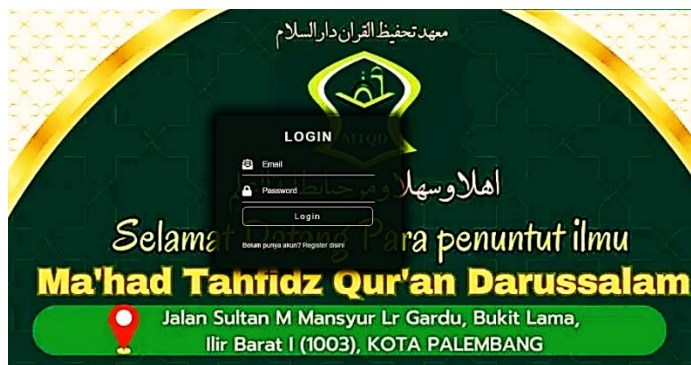 معهد تحفيظ القران دار السلام
LOGIN
MTQD
Email
Password
اهلا وسهلا ومرحبا
Login
Belum punya akun? Register disini
Selamat Datang Para penuntut ilmu
Ma'had Tahfidz Qur'an Darussalam
Jalan Sultan M Mansyur Lr Gardu, Bukit Lama,
Ilir Barat I (1003), KOTA PALEMBANG